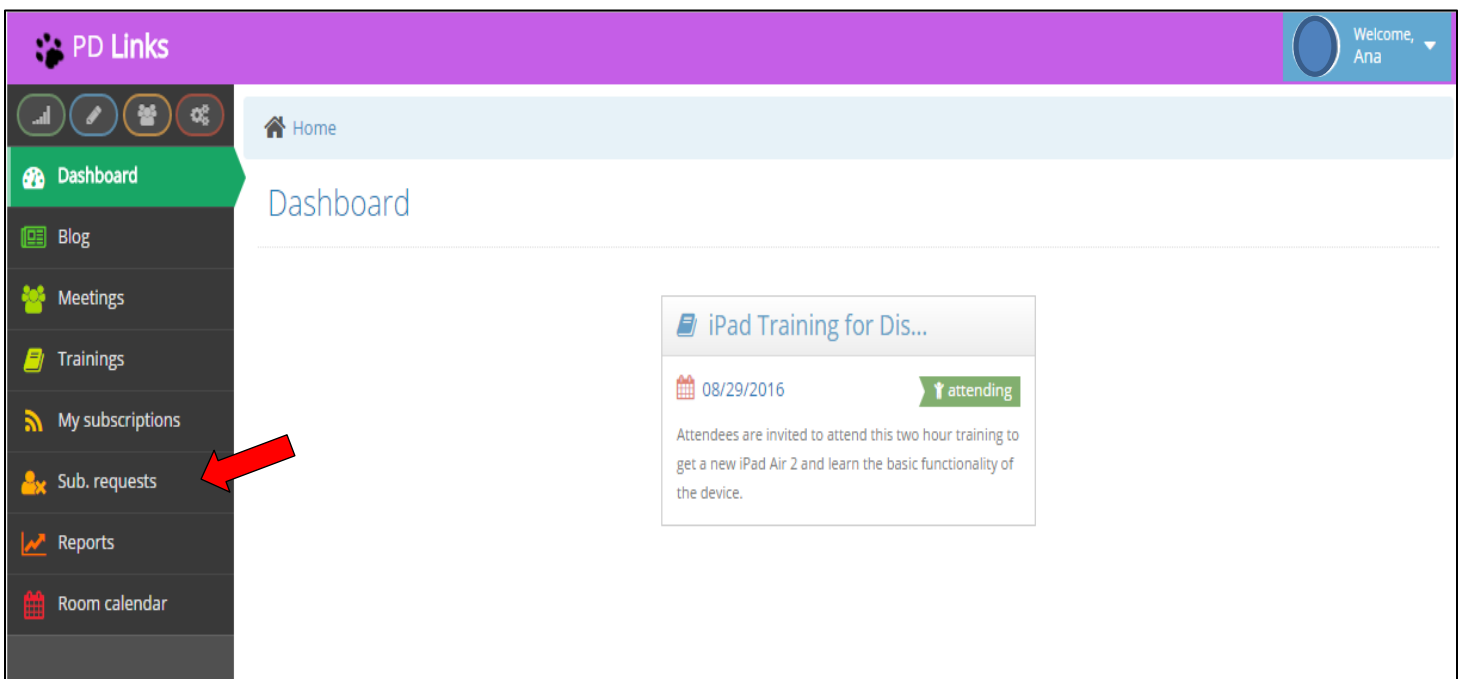 PD Links
Welcome,
Ana
Home
Dashboard
Dashboard
Blog
Meetings
Trainings
My subscriptions
Sub. requests
Reports
Room calendar
iPad Training for Dis...
08/29/2016
attending
Attendees are invited to attend this two hour training to
get a new iPad Air 2 and learn the basic functionality of
the device.